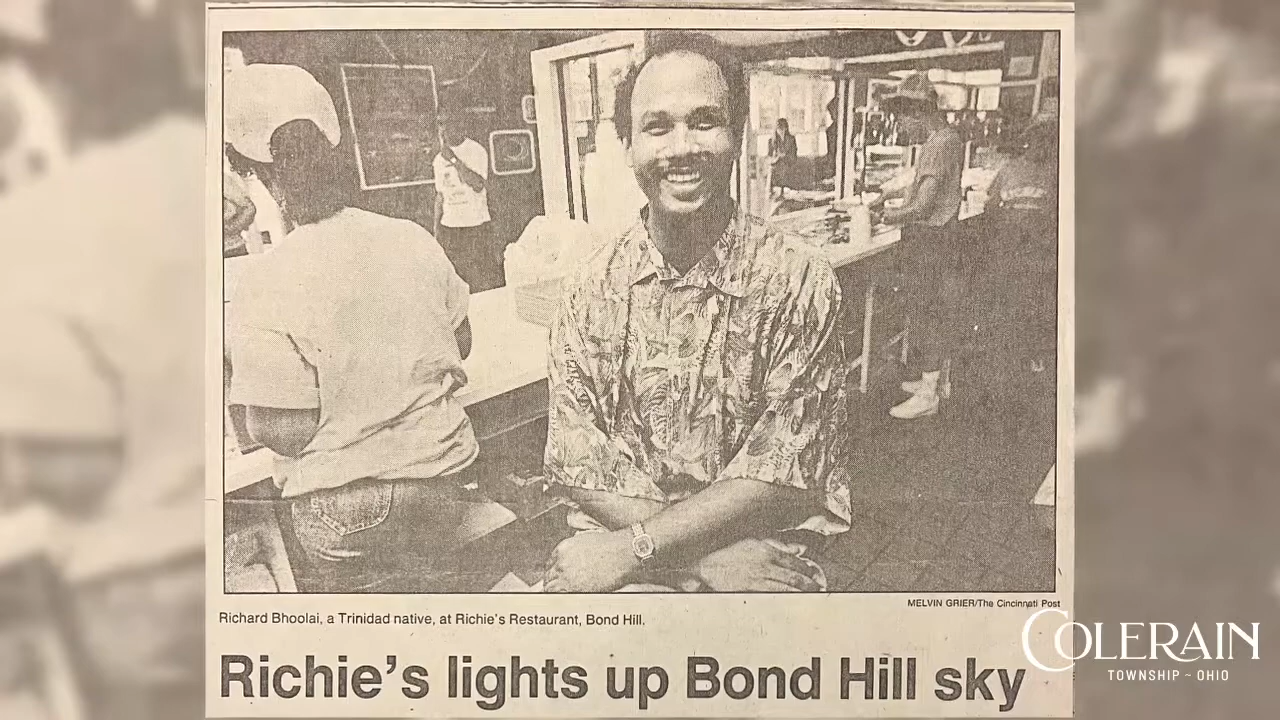 MELVIN GRIER/The Cincinnati Post
Richard Bhoolai, a Trinidad native, at Richie's Restaurant, Bond Hill.
Richie's lights up Bond Hill sky
COLERAIN
TOWNSHIP ~ OHIO